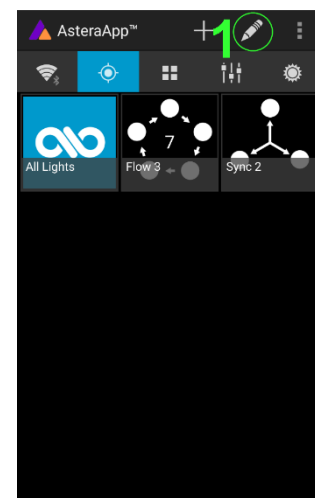 AsteraApp™
1
7
All Lights
Flow 3
Sync 2